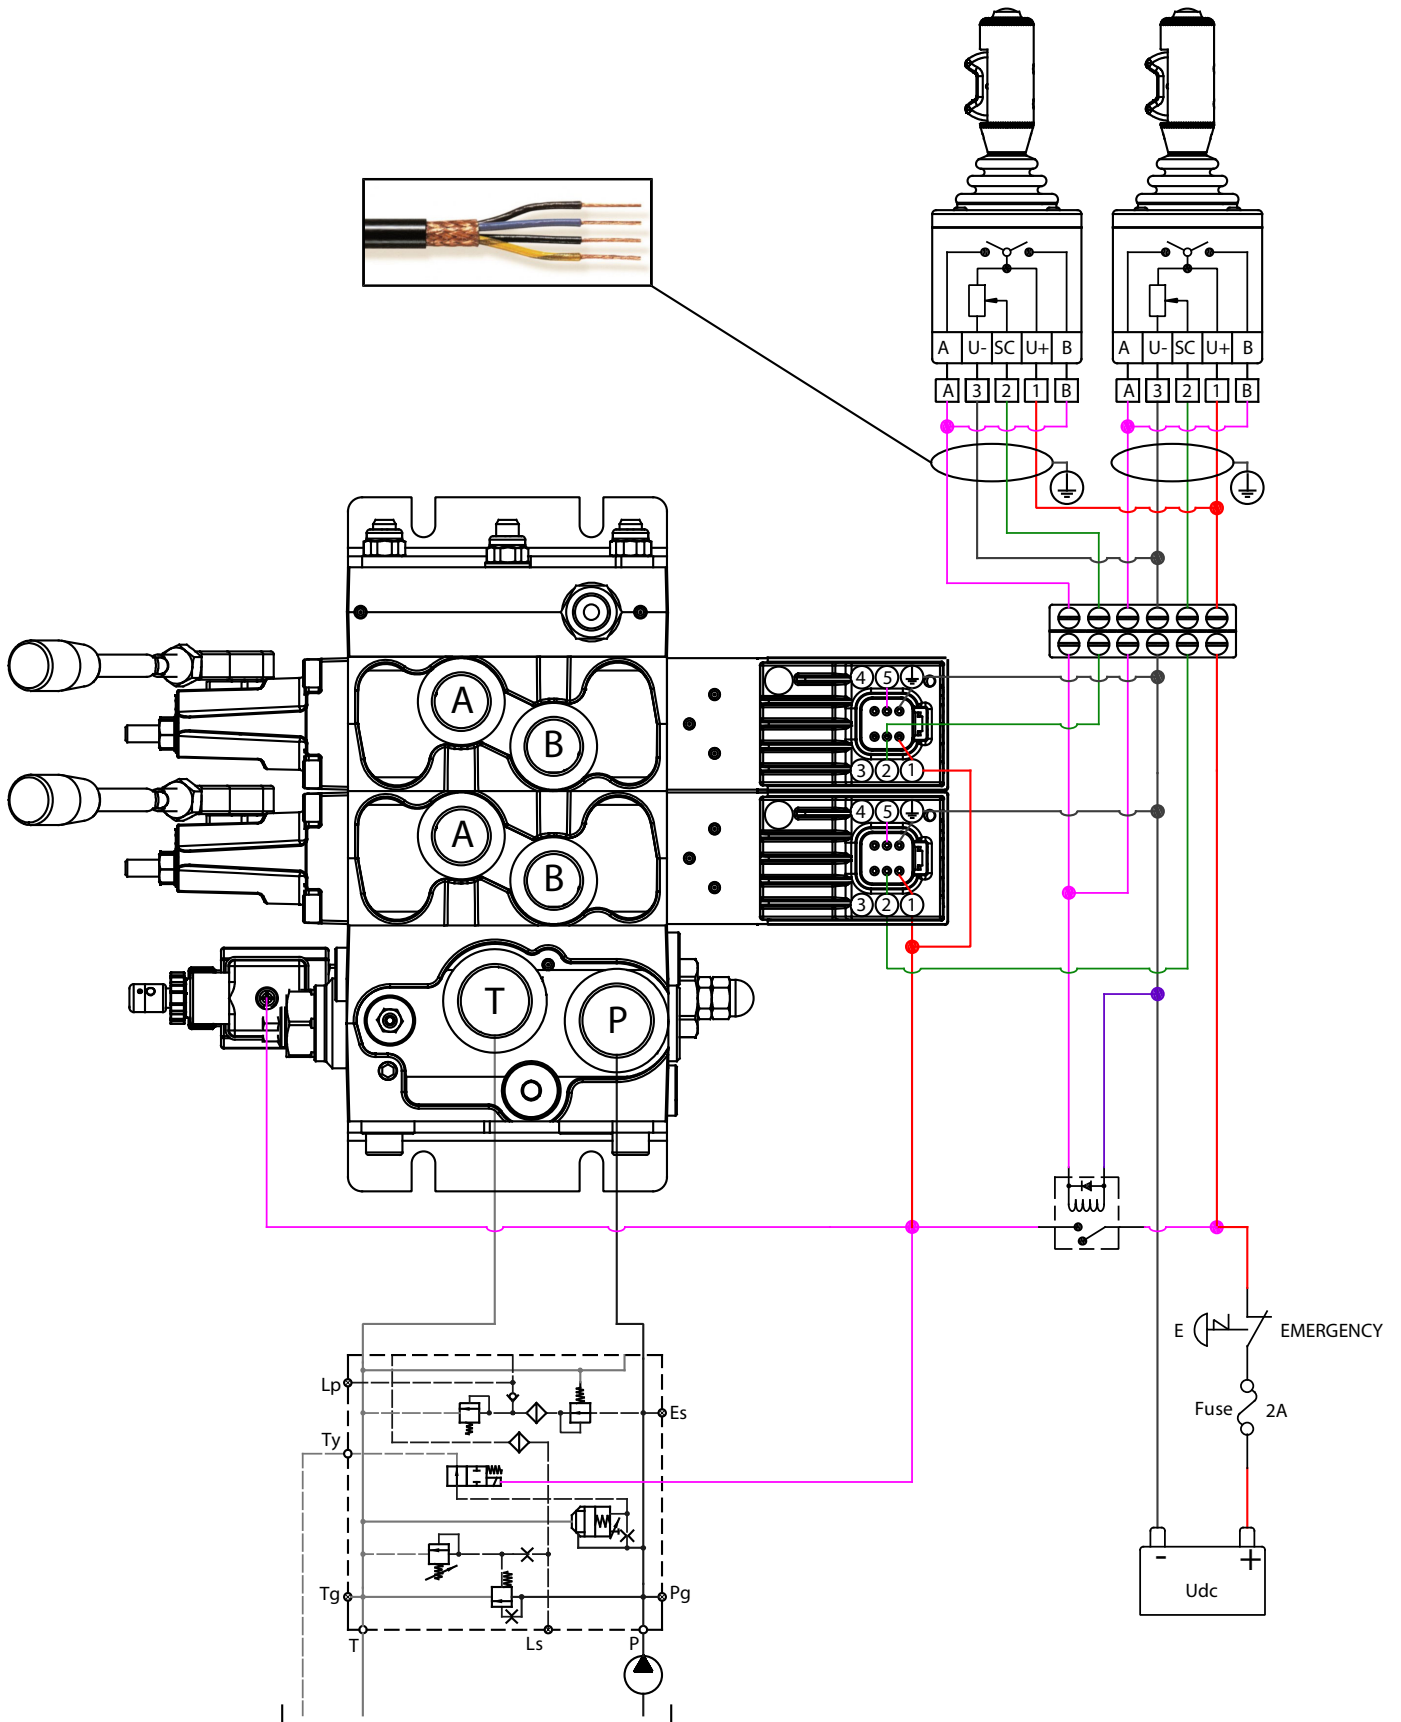 A U- SC U+ B A U- SC U+ B
A 3 2 1 B A 3 2 1 B
4 5
A
B
3 2 1
4 5
A
B
3 2 1
T
P
E EMERGENCY
Lp
Fuse 2A
Es
Ty
- +
Udc
Tg
Pg
T
Ls
P